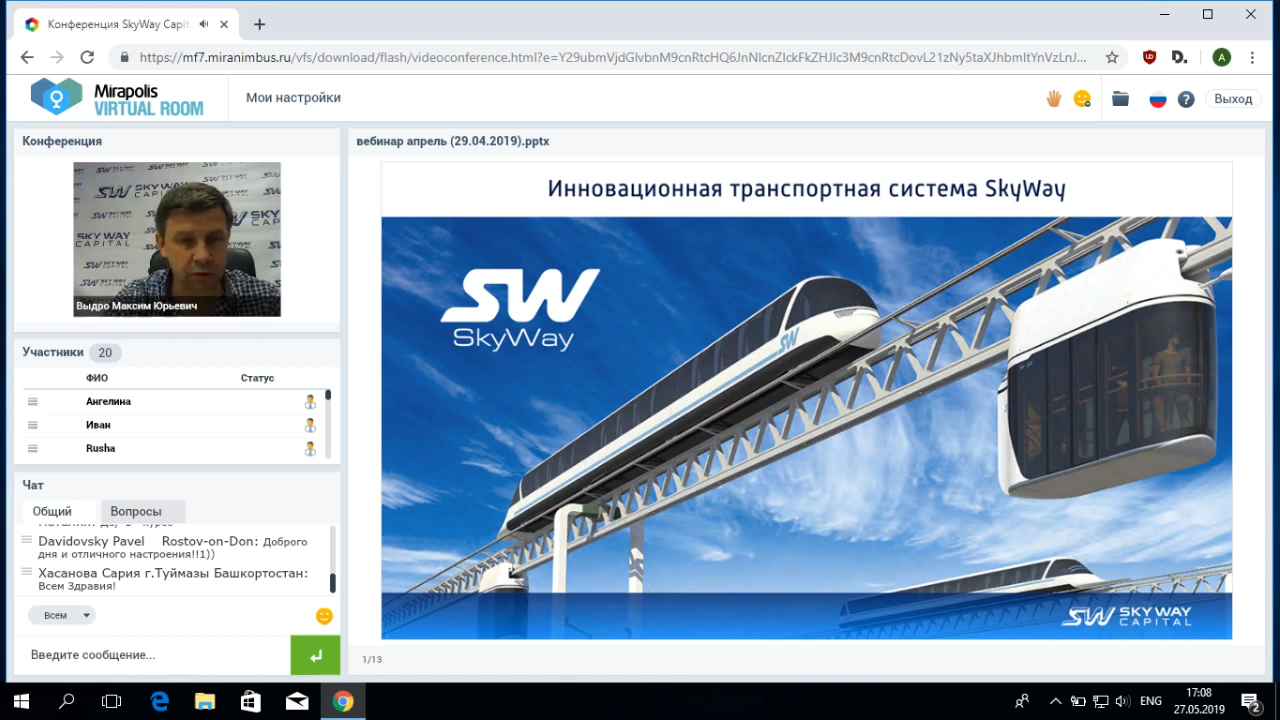 Конференция SkyWay Capit
https://mf7.miranimbus.ru/vfs/download/flash/videoconference.html?e=
A
Mirapolis
VIRTUAL ROOM
Мои настройки
Выход
Конференция
SKY WAY
CAPITAL
Выдро Максим Юрьевич
Участники 20
ФИО Статус
Ангелина
Иван
Rusha
Чат
Общий Вопросы
Davidovsky Pavel Rostov-on-Don: Доброго
дня и отличного настроения!!1))
Хасанова Сария г.Туймазы Башкортостан:
Всем Здравия!
Всем
Введите сообщение...
вебинар апрель (29.04.2019).pptx
Инновационная транспортная система SkyWay
SW
SkyWay
SW
SW SKY WAY
CAPITAL
1/13
ENG
17:08
27.05.2019
2